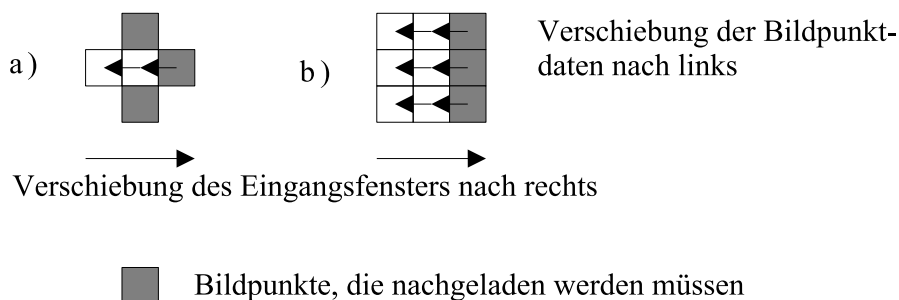 a)
b)
Verschiebung der Bildpunkt-
daten nach links
Verschiebung des Eingangsfensters nach rechts
Bildpunkte, die nachgeladen werden müssen